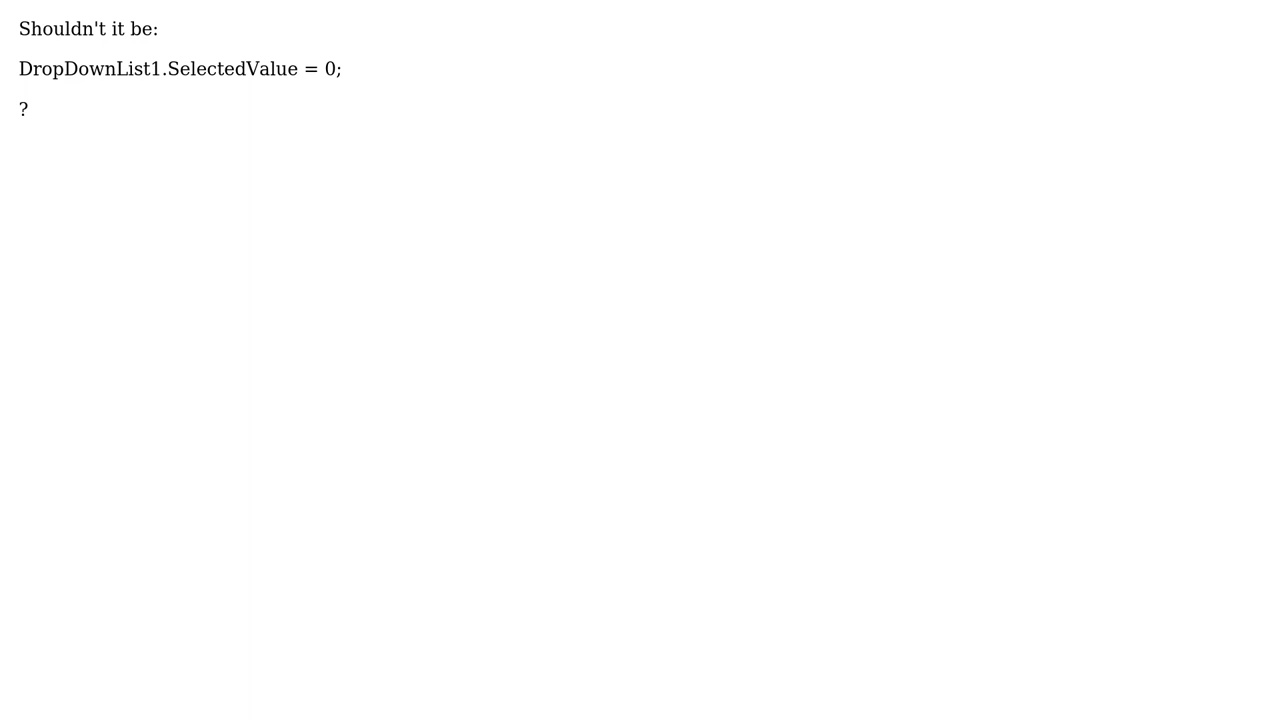 Shouldn't it be:
DropDownList1.SelectedValue = 0;
?